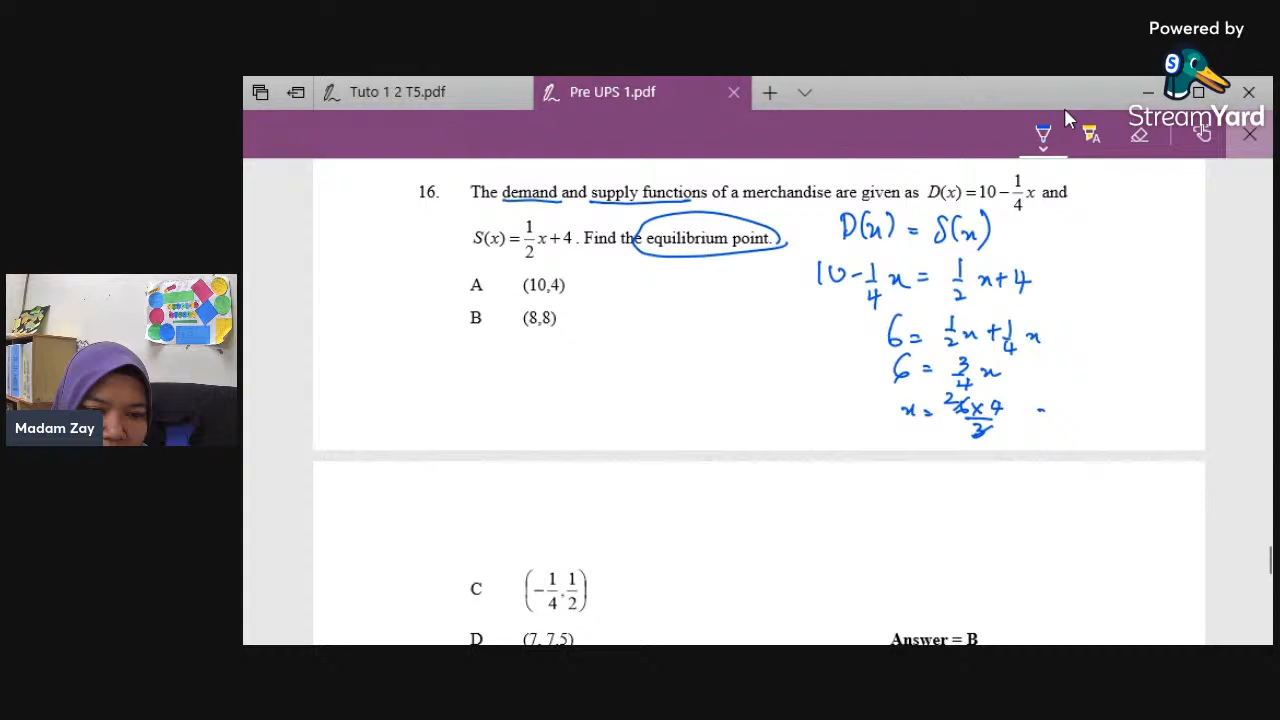 Powered by
StreamYard
Tuto 1 2 T5.pdf
Pre UPS 1.pdf
16. The demand and supply functions of a merchandise are given as D(x) = 10 − 1/4 x and
S(x) = 1/2 x + 4 . Find the equilibrium point.
A (10,4)
B (8,8)
D(x) = S(x)
10 − 1/4 x = 1/2 x + 4
6 = 1/2 x + 1/4 x
6 = 3/4 x
x = 2 6 × 4 / 3 =
Madam Zay
C (−1/4, 1/2)
D (7, 7.5)
Answer = B